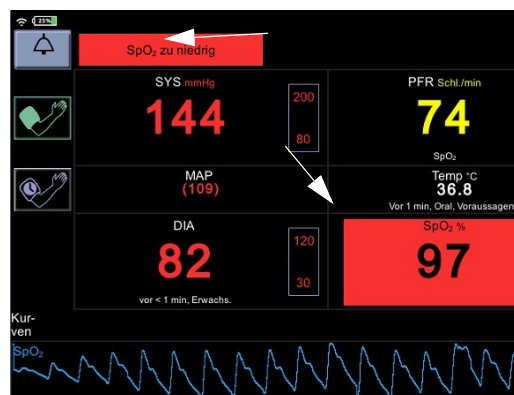 25%
SpO₂ zu niedrig
SYS mmHg
144
200
80
PFR Schl./min
74
SpO₂
MAP
(109)
Temp °C
36.8
Vor 1 min, Oral, Voraussagen
DIA
82
120
30
vor < 1 min, Erwachs.
SpO₂ %
97
Kur-
ven
SpO₂